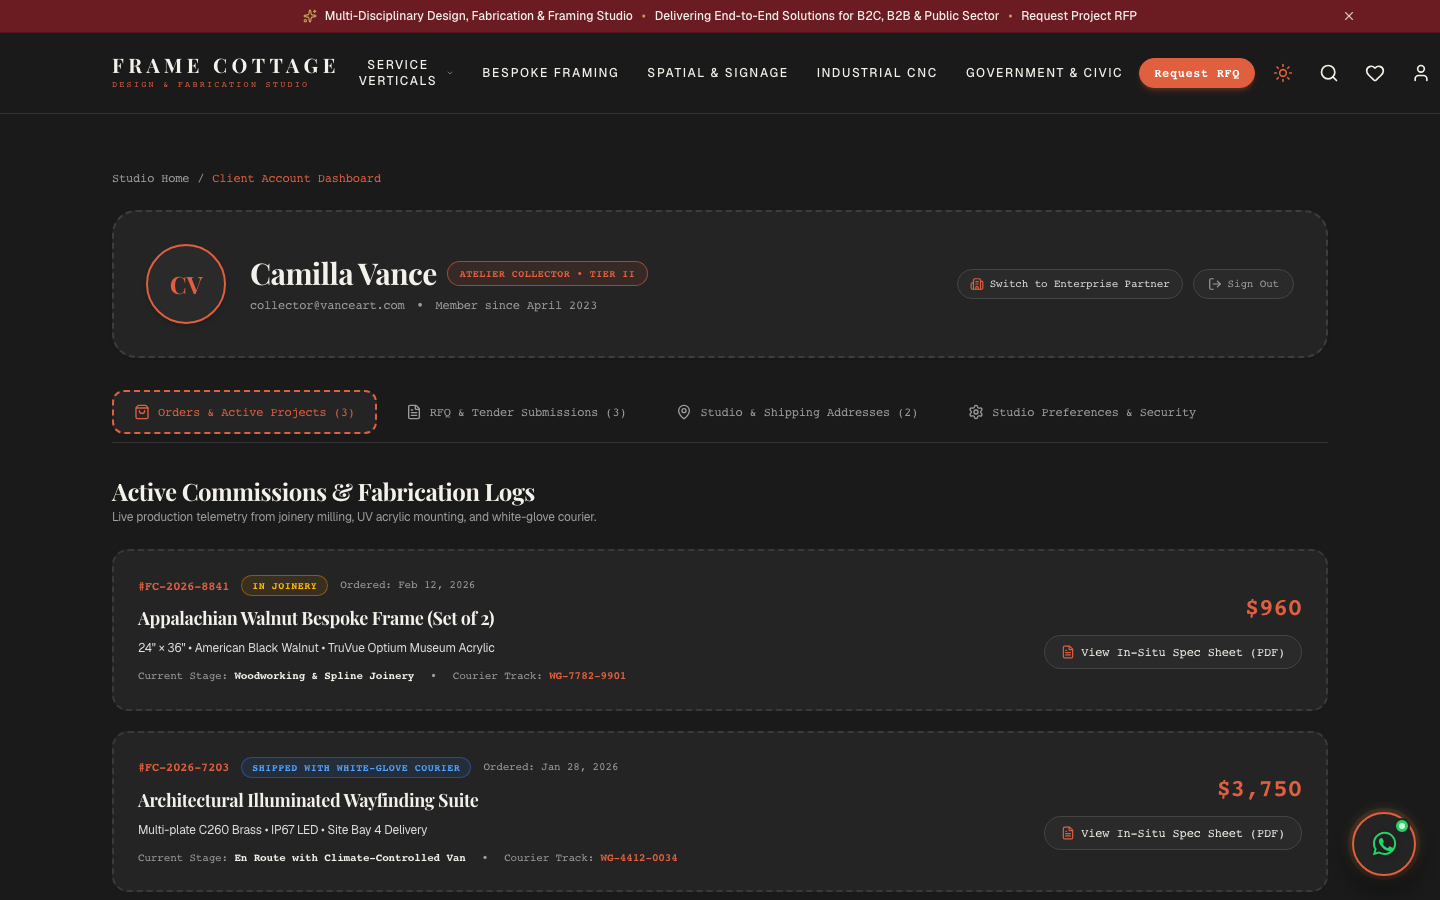 Multi-Disciplinary Design, Fabrication & Framing Studio • Delivering End-to-End Solutions for B2C, B2B & Public Sector • Request Project RFP
FRAME COTTAGE
DESIGN & FABRICATION STUDIO
SERVICE
VERTICALS
BESPOKE FRAMING
SPATIAL & SIGNAGE
INDUSTRIAL CNC
GOVERNMENT & CIVIC
Request RFQ
Studio Home / Client Account Dashboard
CV
Camilla Vance
ATELIER COLLECTOR • TIER II
collector@vanceart.com • Member since April 2023
Switch to Enterprise Partner
Sign Out
Orders & Active Projects (3)
RFQ & Tender Submissions (3)
Studio & Shipping Addresses (2)
Studio Preferences & Security
Active Commissions & Fabrication Logs
Live production telemetry from joinery milling, UV acrylic mounting, and white-glove courier.
#FC-2026-8841 IN JOINERY Ordered: Feb 12, 2026
Appalachian Walnut Bespoke Frame (Set of 2)
24" × 36" • American Black Walnut • TruVue Optium Museum Acrylic
Current Stage: Woodworking & Spline Joinery • Courier Track: WG-7782-9901
$960
View In-Situ Spec Sheet (PDF)
#FC-2026-7203 SHIPPED WITH WHITE-GLOVE COURIER Ordered: Jan 28, 2026
Architectural Illuminated Wayfinding Suite
Multi-plate C260 Brass • IP67 LED • Site Bay 4 Delivery
Current Stage: En Route with Climate-Controlled Van • Courier Track: WG-4412-0034
$3,750
View In-Situ Spec Sheet (PDF)